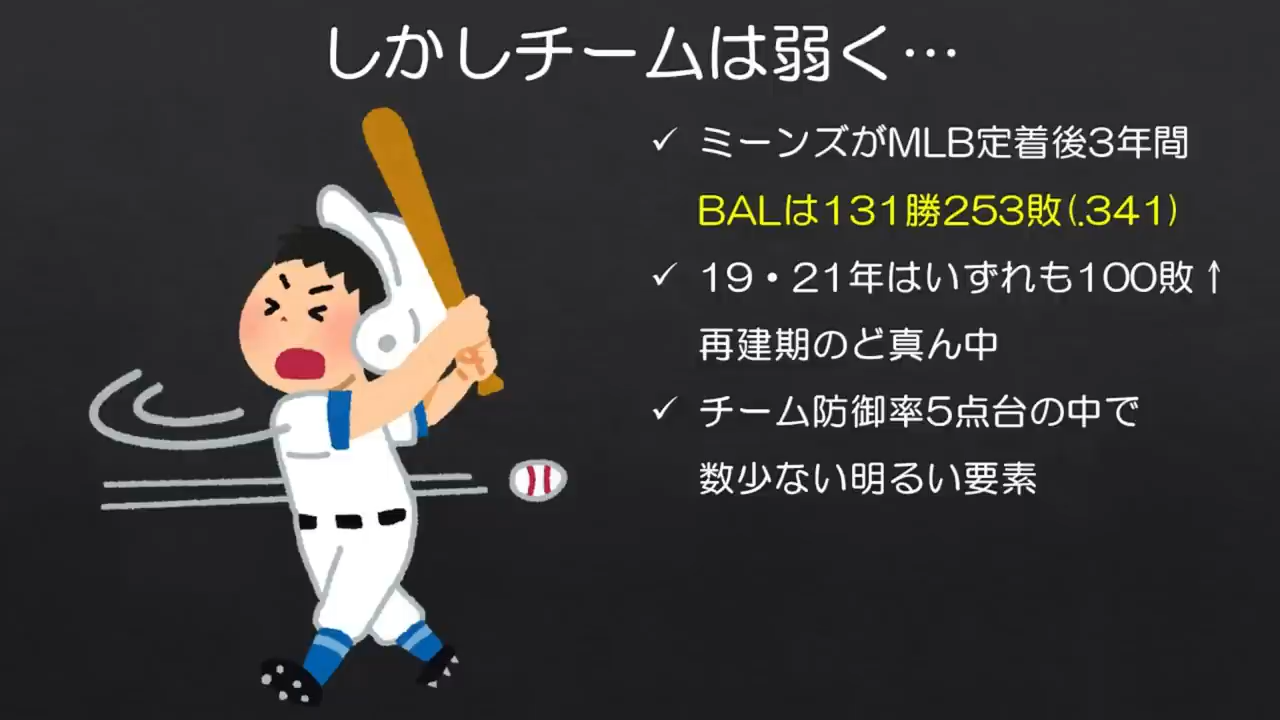 しかしチームは弱く…
✓ ミーンズがMLB定着後3年間
BALは131勝253敗(.341)
✓ 19・21年はいずれも100敗↑
再建期のど真ん中
✓ チーム防御率5点台の中で
数少ない明るい要素